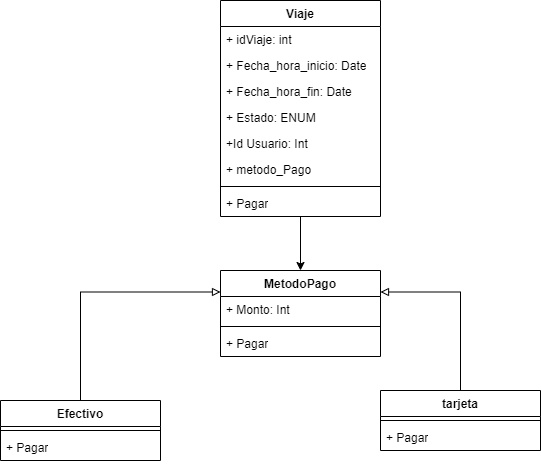 Viaje
+ idViaje: int
+ Fecha_hora_inicio: Date
+ Fecha_hora_fin: Date
+ Estado: ENUM
+Id Usuario: Int
+ metodo_Pago
+ Pagar
MetodoPago
+ Monto: Int
+ Pagar
Efectivo
+ Pagar
tarjeta
+ Pagar